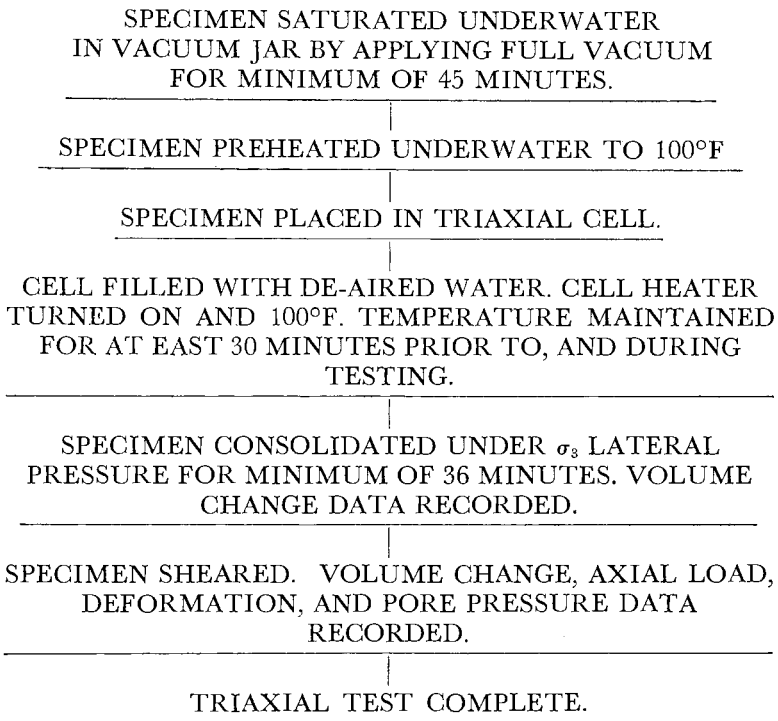 SPECIMEN SATURATED UNDERWATER
IN VACUUM JAR BY APPLYING FULL VACUUM
FOR MINIMUM OF 45 MINUTES.
SPECIMEN PREHEATED UNDERWATER TO 100°F
SPECIMEN PLACED IN TRIAXIAL CELL.
CELL FILLED WITH DE-AIRED WATER. CELL HEATER
TURNED ON AND 100°F. TEMPERATURE MAINTAINED
FOR AT EAST 30 MINUTES PRIOR TO, AND DURING
TESTING.
SPECIMEN CONSOLIDATED UNDER σ₃ LATERAL
PRESSURE FOR MINIMUM OF 36 MINUTES. VOLUME
CHANGE DATA RECORDED.
SPECIMEN SHEARED. VOLUME CHANGE, AXIAL LOAD,
DEFORMATION, AND PORE PRESSURE DATA
RECORDED.
TRIAXIAL TEST COMPLETE.